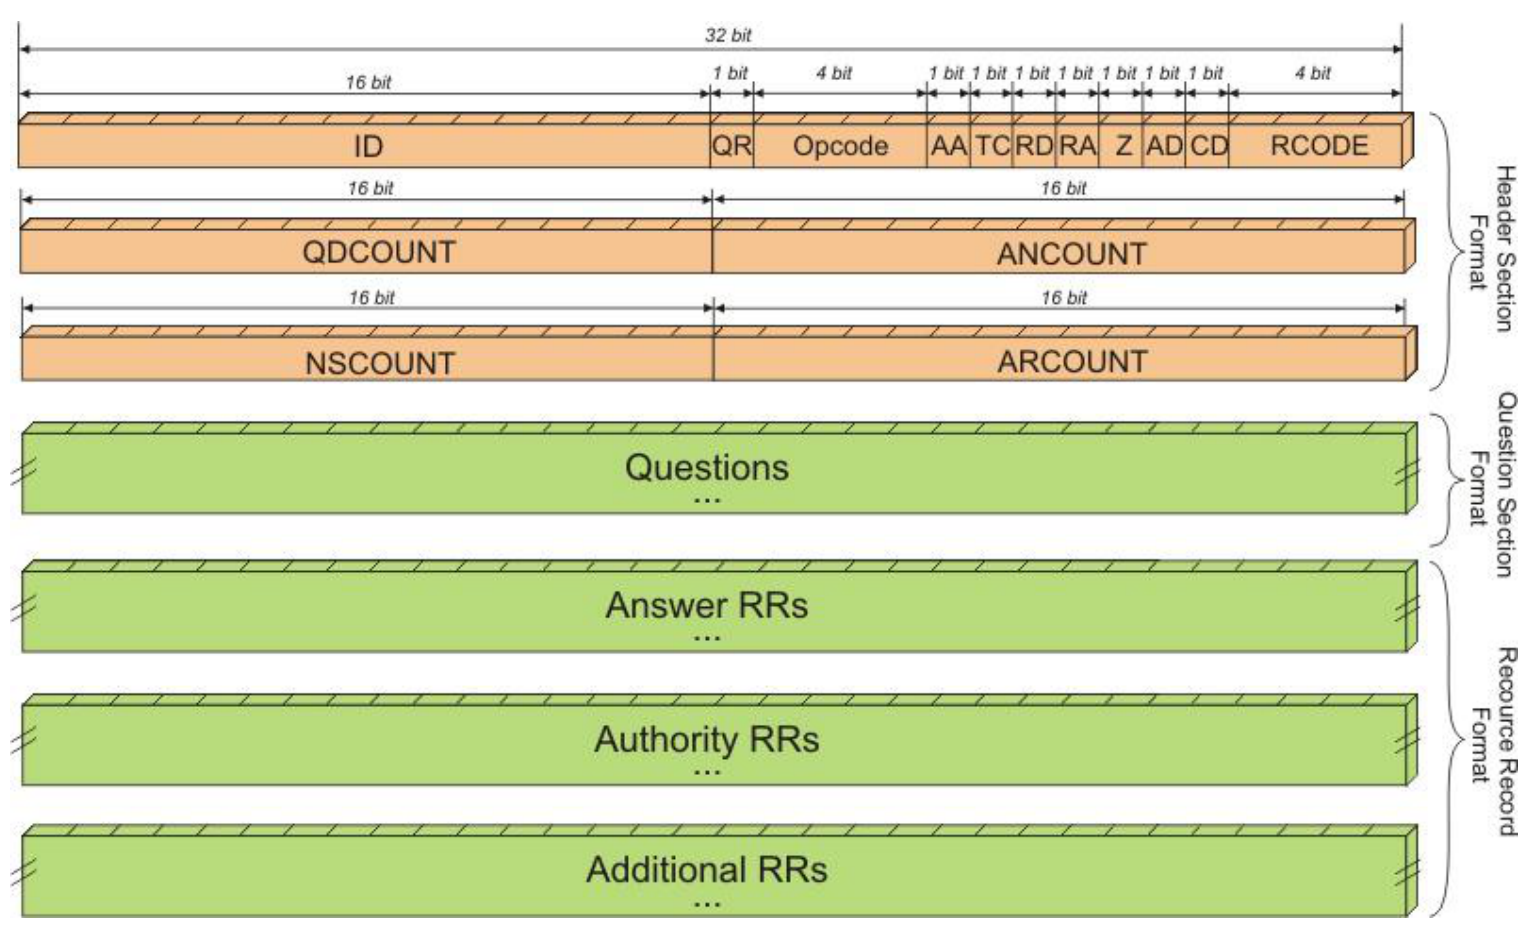 32 bit
16 bit
1 bit
4 bit
1 bit
1 bit
1 bit
1 bit
1 bit
1 bit
1 bit
4 bit
ID
QR
Opcode
AA
TC
RD
RA
Z
AD
CD
RCODE
16 bit
16 bit
QDCOUNT
ANCOUNT
16 bit
16 bit
NSCOUNT
ARCOUNT
Header Section
Format
Questions
...
Question Section
Format
Answer RRs
...
Authority RRs
...
Additional RRs
...
Recource Record
Format